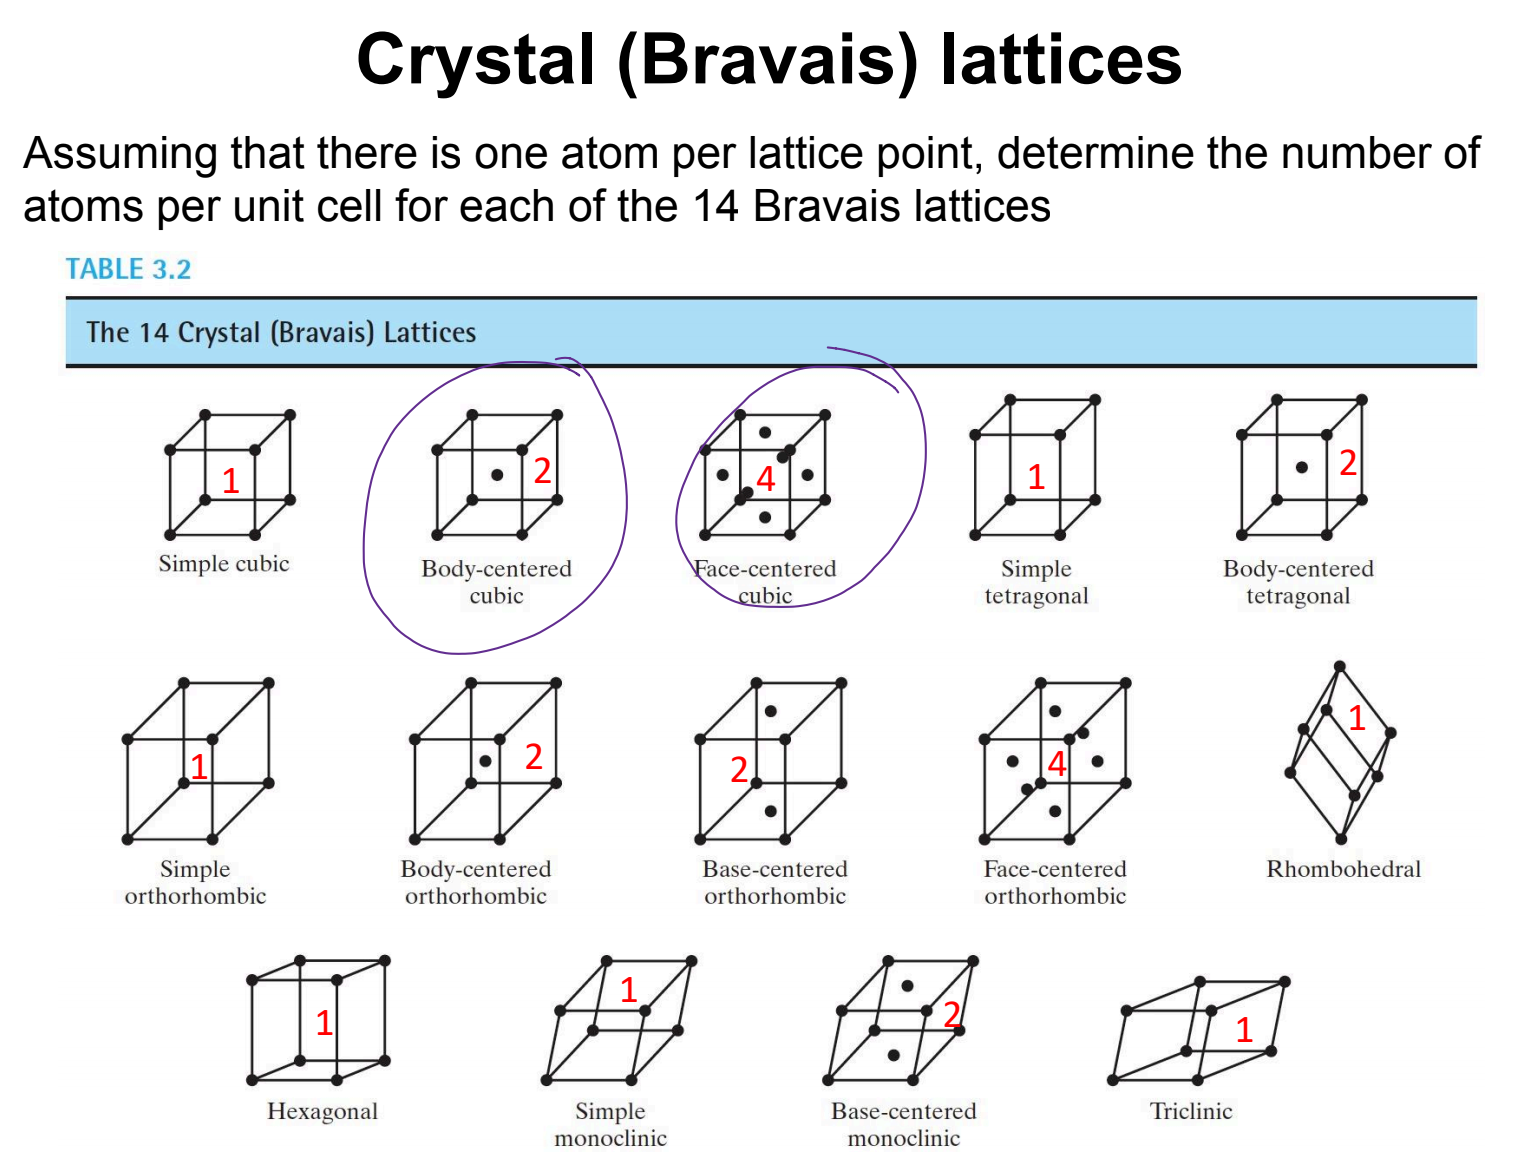 Crystal (Bravais) lattices
Assuming that there is one atom per lattice point, determine the number of
atoms per unit cell for each of the 14 Bravais lattices
TABLE 3.2
The 14 Crystal (Bravais) Lattices
1
2
4
1
2
Simple cubic
Body-centered
cubic
Face-centered
cubic
Simple
tetragonal
Body-centered
tetragonal
1
2
2
4
1
Simple
orthorhombic
Body-centered
orthorhombic
Base-centered
orthorhombic
Face-centered
orthorhombic
Rhombohedral
1
1
2
1
Hexagonal
Simple
monoclinic
Base-centered
monoclinic
Triclinic